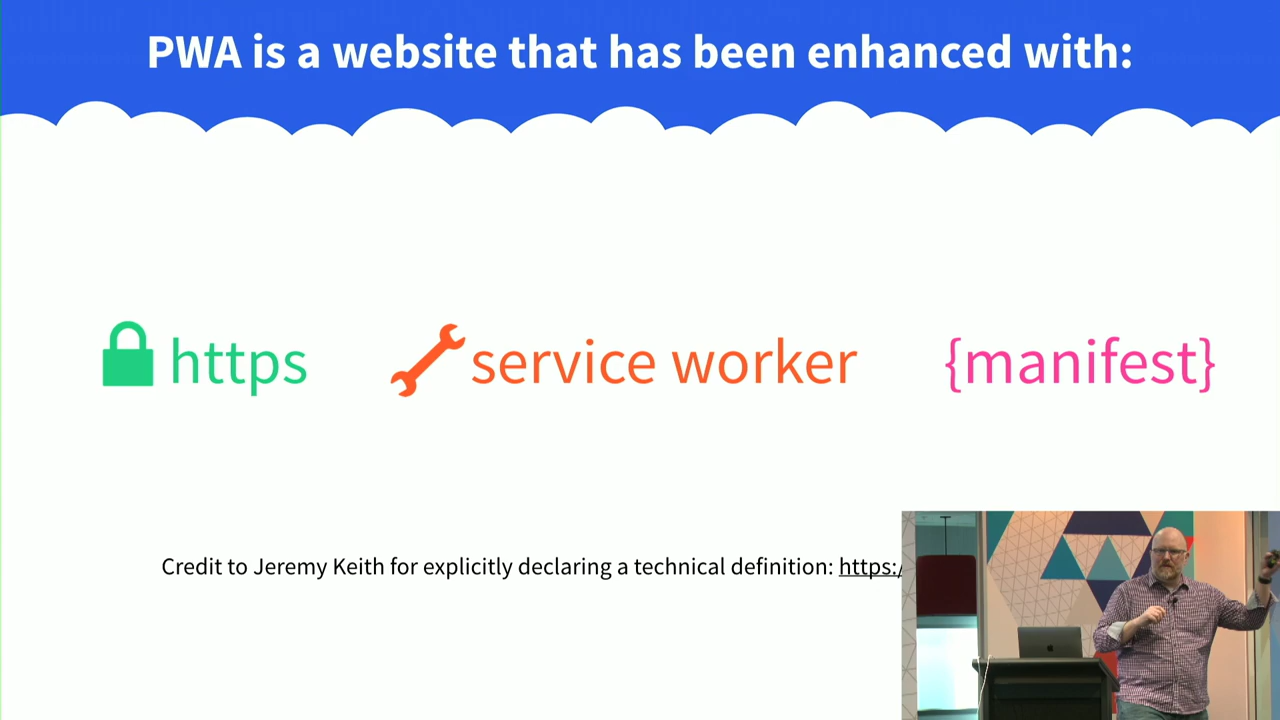 PWA is a website that has been enhanced with:
https
service worker
{manifest}
Credit to Jeremy Keith for explicitly declaring a technical definition: https:/